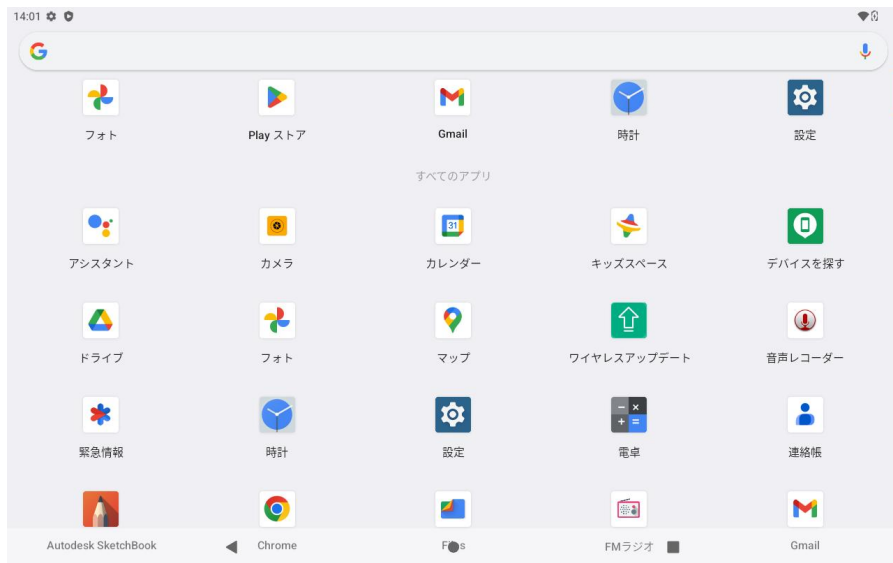 14:01
フォト
Play ストア
Gmail
時計
設定
すべてのアプリ
31
アシスタント
カメラ
カレンダー
キッズスペース
デバイスを探す
ドライブ
フォト
マップ
ワイヤレスアップデート
音声レコーダー
緊急情報
時計
設定
電卓
連絡帳
Autodesk SketchBook
Chrome
Files
FMラジオ
Gmail